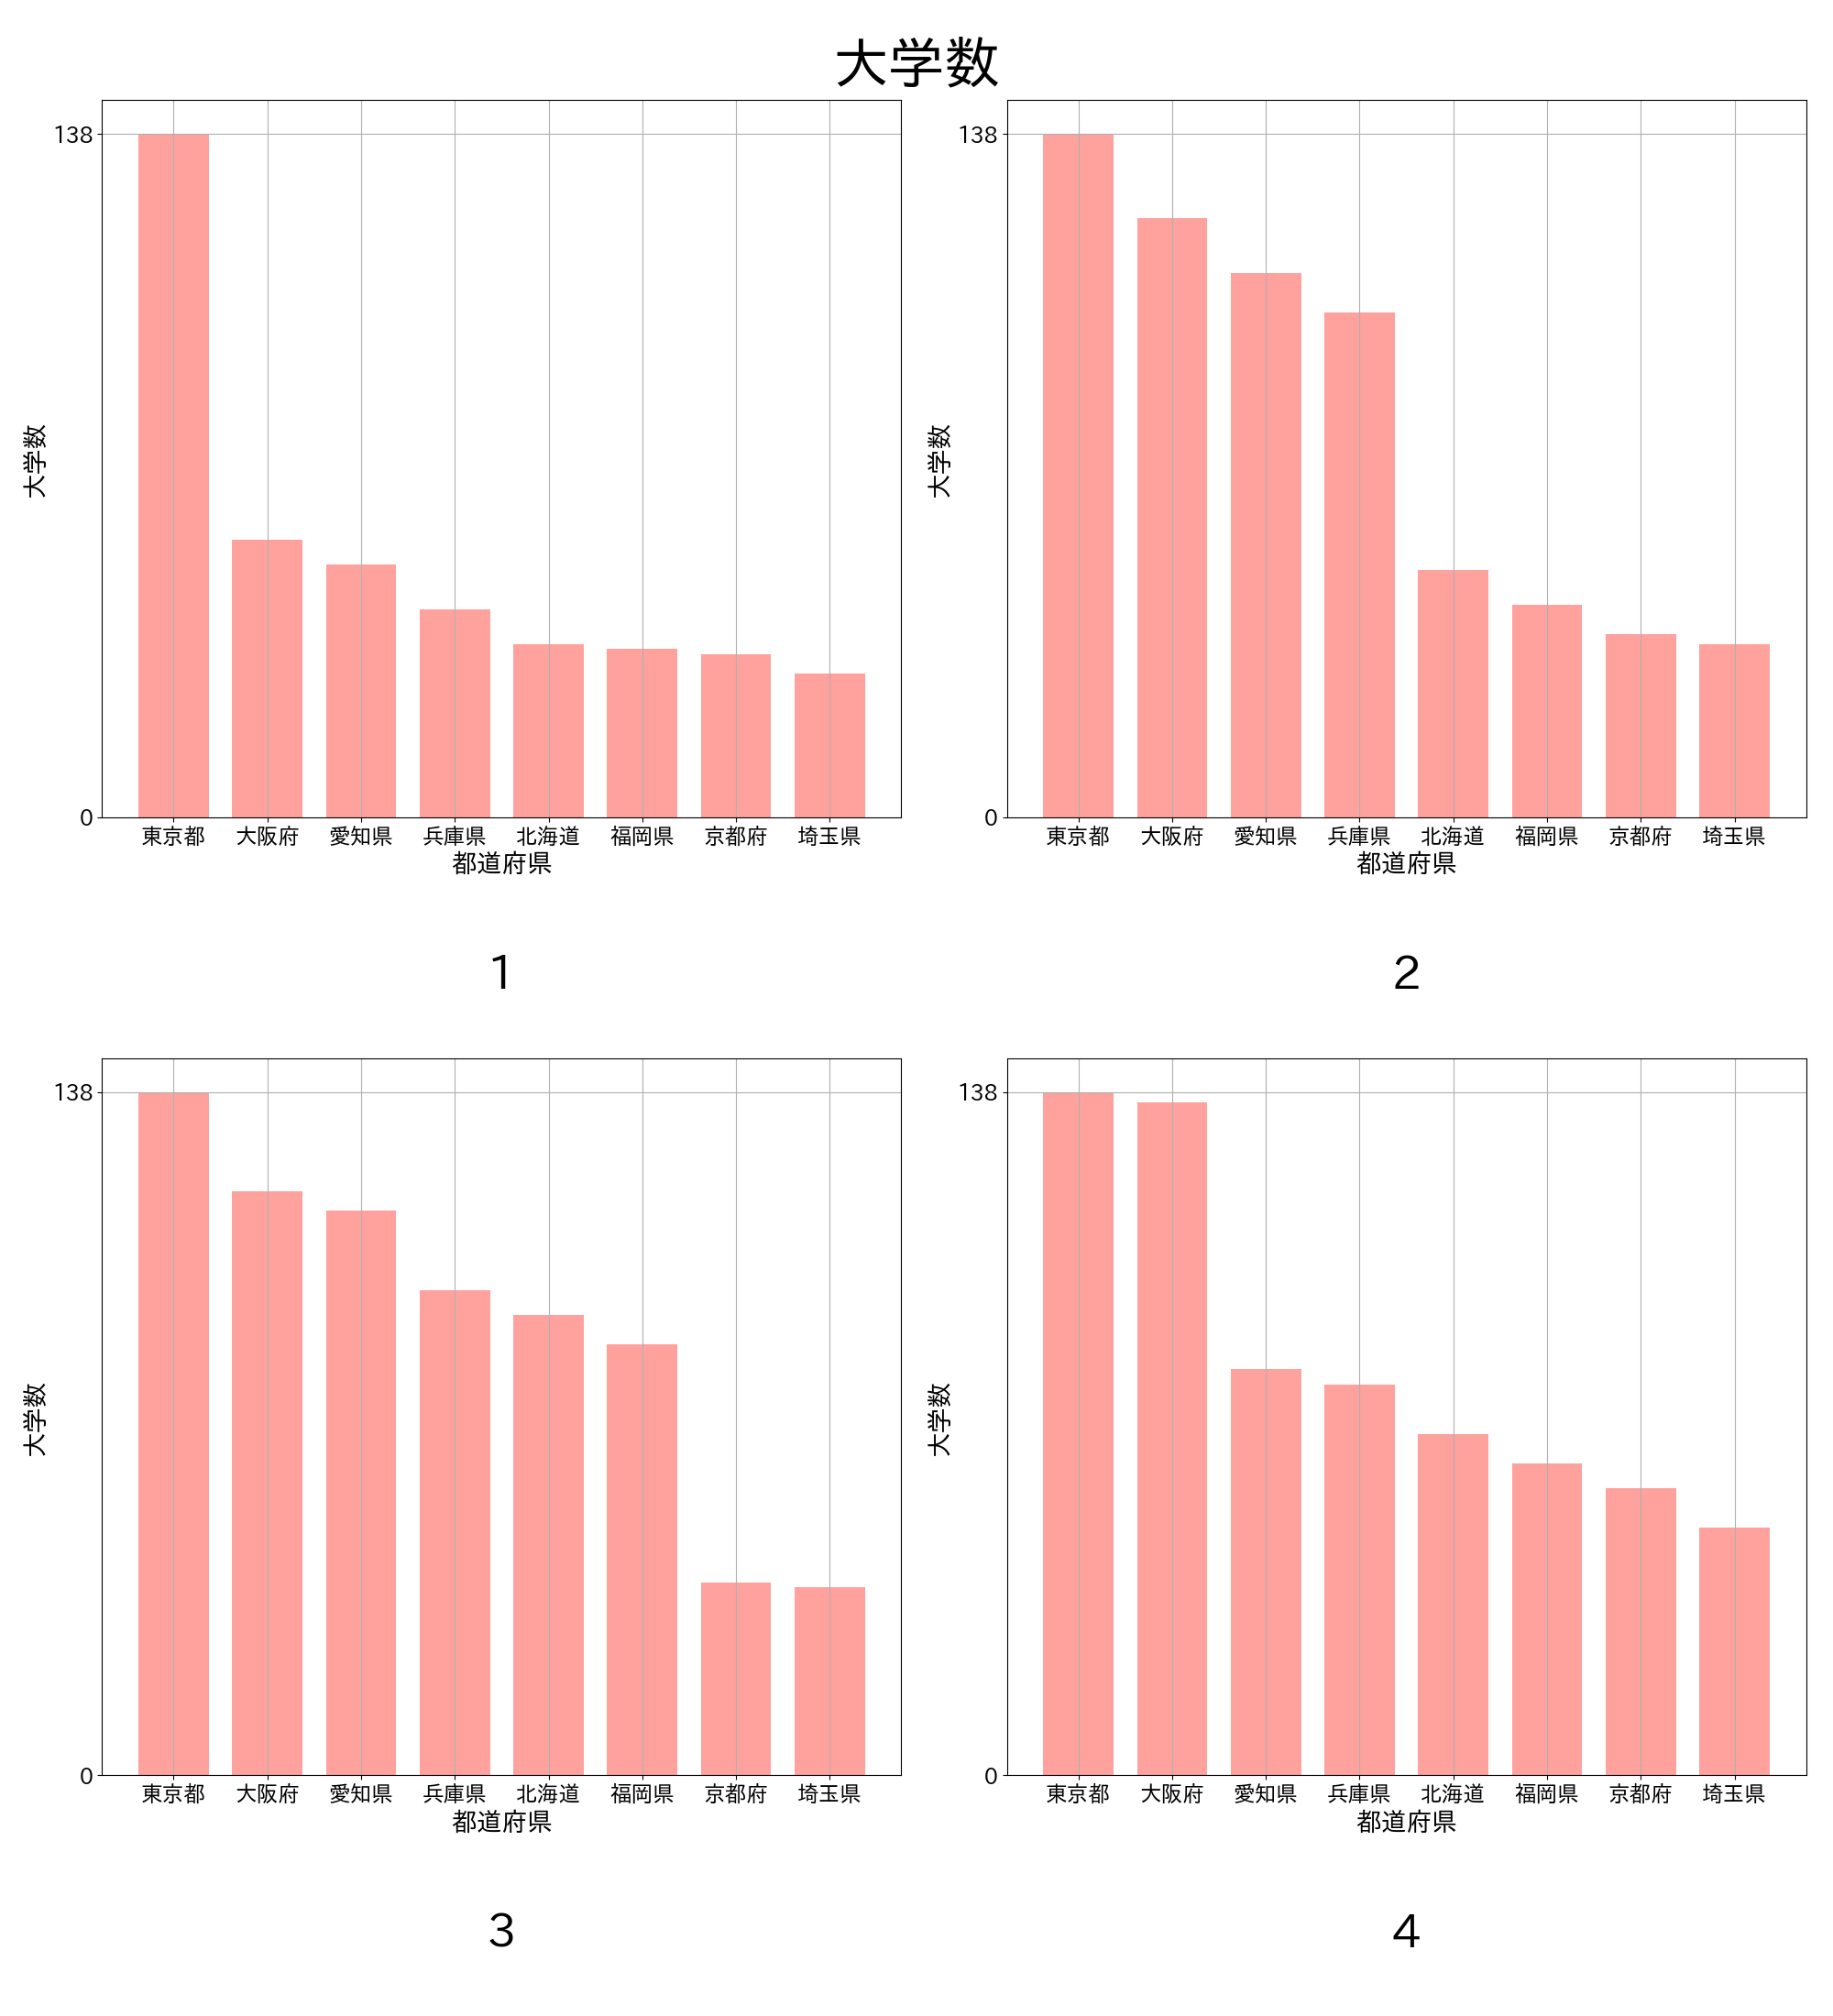 大学数
138
大学数
0
東京都 大阪府 愛知県 兵庫県 北海道 福岡県 京都府 埼玉県
都道府県
1
138
大学数
0
東京都 大阪府 愛知県 兵庫県 北海道 福岡県 京都府 埼玉県
都道府県
2
138
大学数
0
東京都 大阪府 愛知県 兵庫県 北海道 福岡県 京都府 埼玉県
都道府県
3
138
大学数
0
東京都 大阪府 愛知県 兵庫県 北海道 福岡県 京都府 埼玉県
都道府県
4